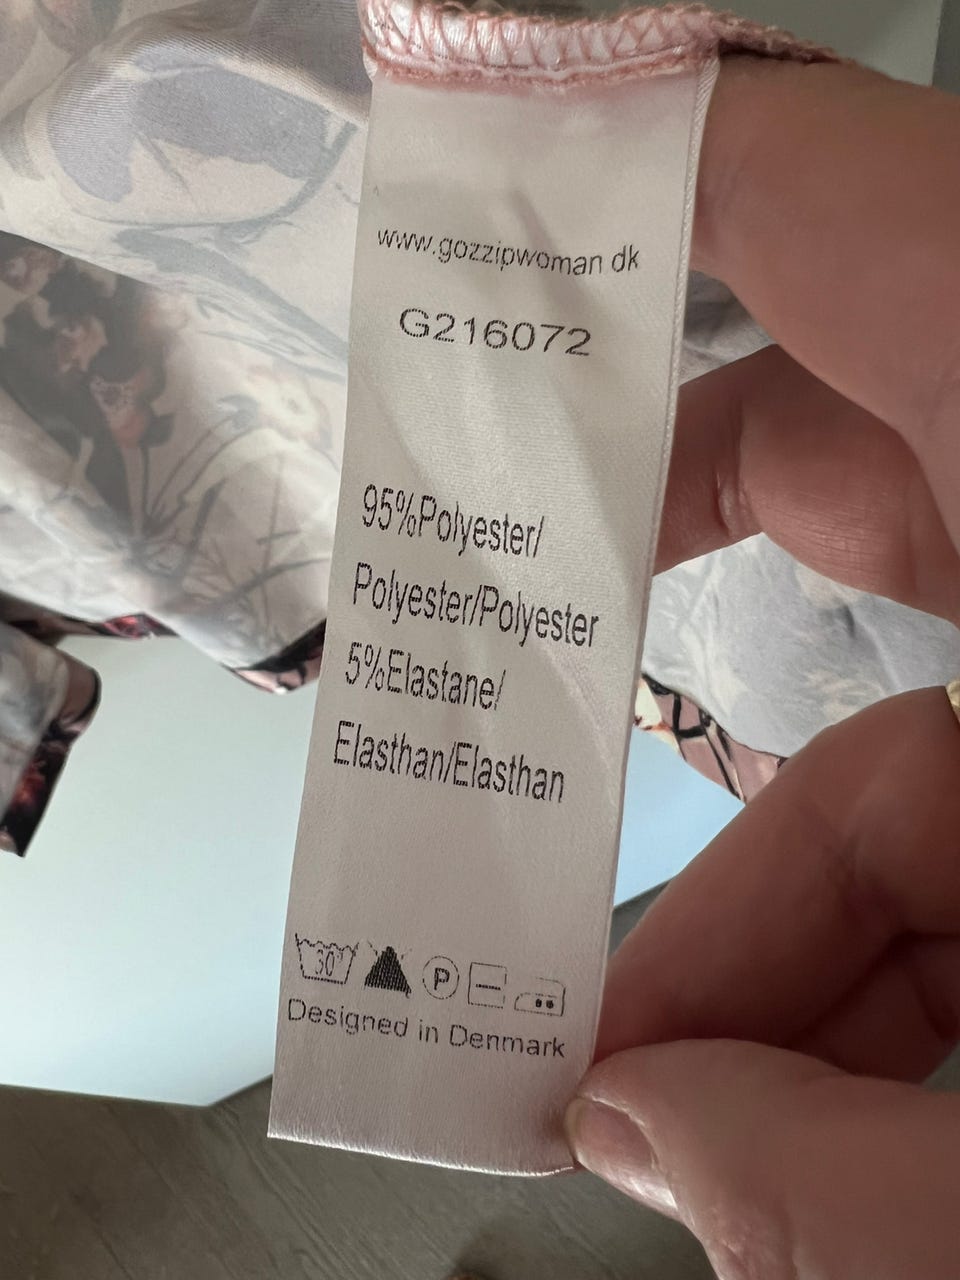 www.gozzipwoman.dk
G216072
95%Polyester/
Polyester/Polyester
5%Elastane/
Elasthan/Elasthan
30°
P
Designed in Denmark